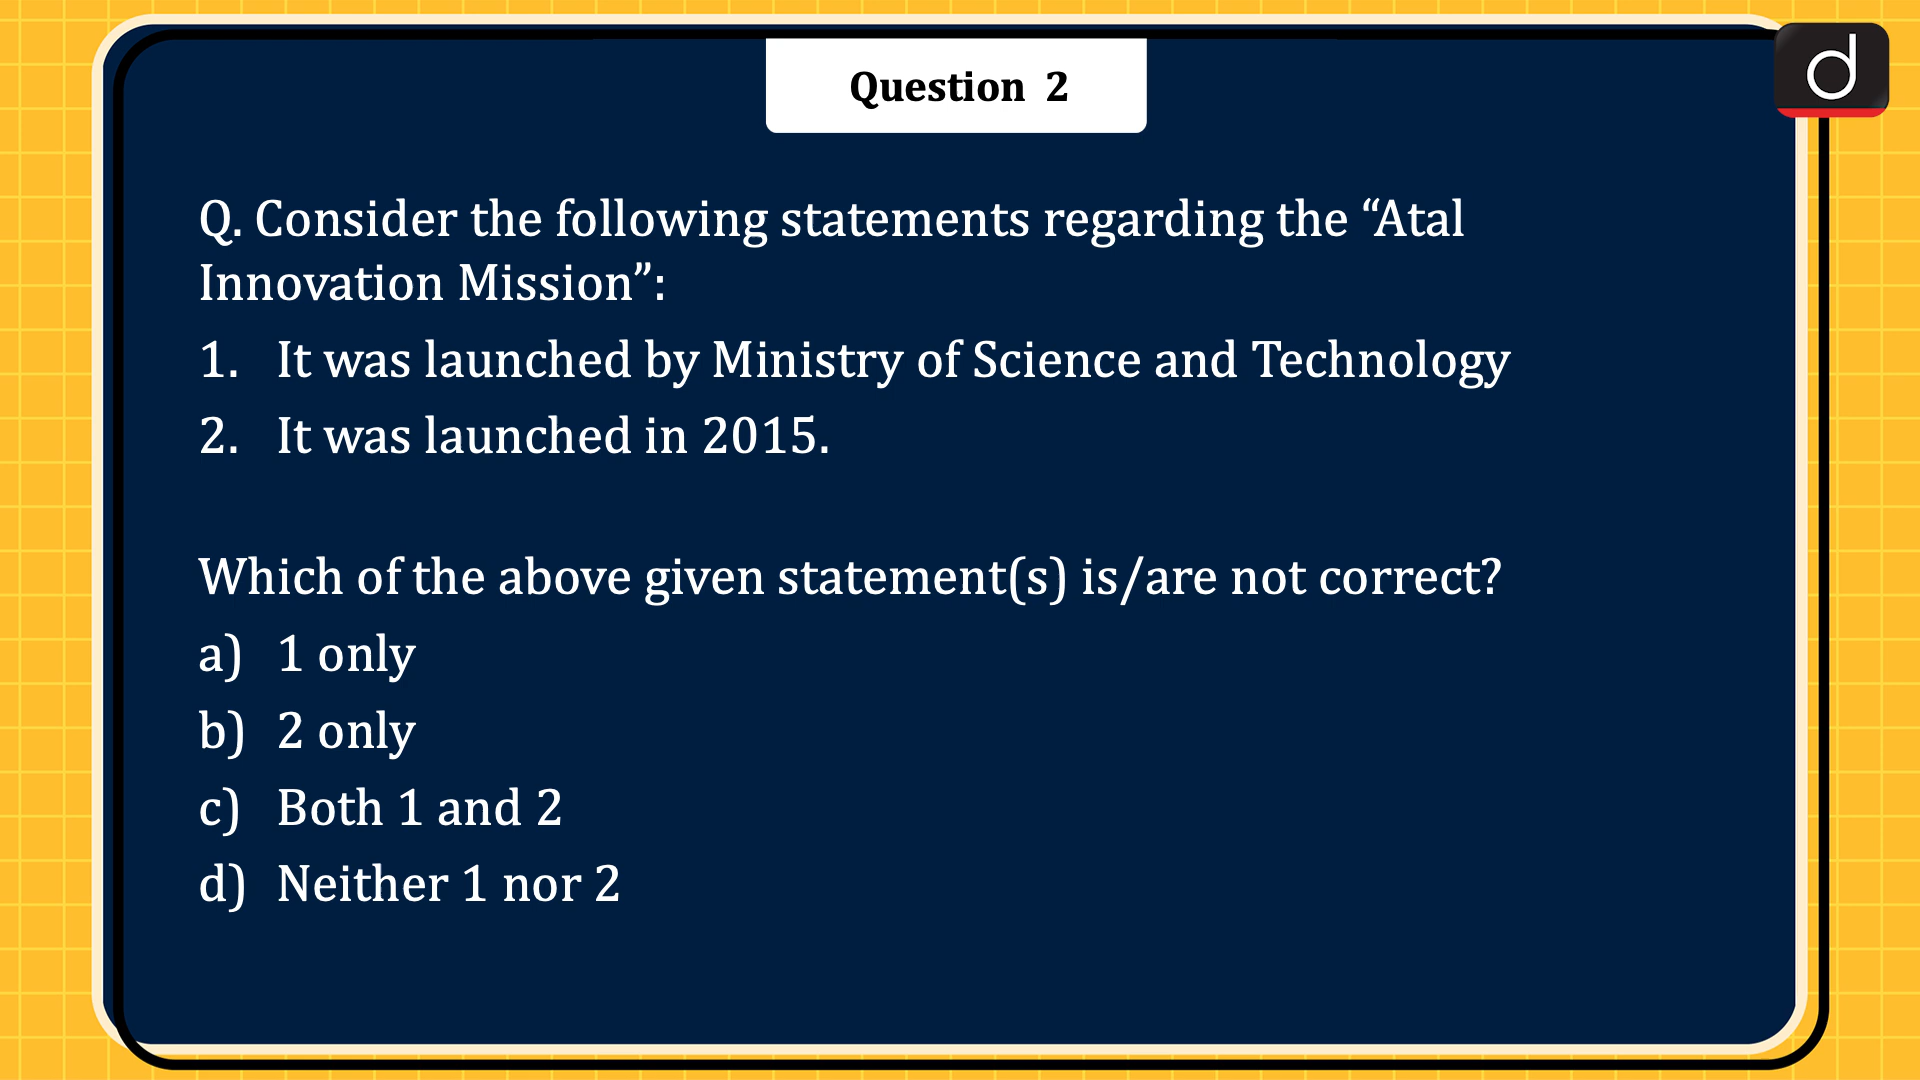 Question 2
d
Q. Consider the following statements regarding the “Atal
Innovation Mission”:
1. It was launched by Ministry of Science and Technology
2. It was launched in 2015.
Which of the above given statement(s) is/are not correct?
a) 1 only
b) 2 only
c) Both 1 and 2
d) Neither 1 nor 2